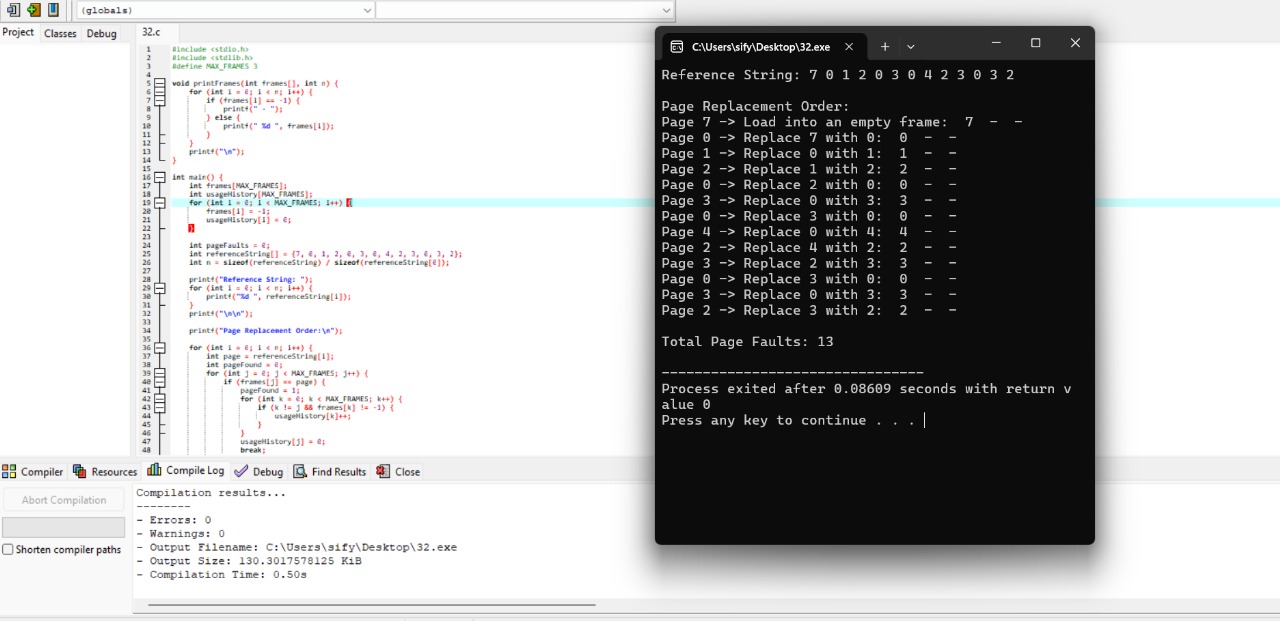 (globals)
Project Classes Debug
32.c
1 #include <stdio.h>
2 #include <stdlib.h>
3 #define MAX_FRAMES 3
4
5 void printFrames(int frames[], int n) {
6 for (int i = 0; i < n; i++) {
7 if (frames[i] == -1) {
8 printf(" - ");
9 } else {
10 printf(" %d ", frames[i]);
11 }
12 }
13 printf("\n");
14 }
15
16 int main() {
17 int frames[MAX_FRAMES];
18 int usageHistory[MAX_FRAMES];
19 for (int i = 0; i < MAX_FRAMES; i++) {
20 frames[i] = -1;
21 usageHistory[i] = 0;
22 }
23
24 int pageFaults = 0;
25 int referenceString[] = {7, 0, 1, 2, 0, 3, 0, 4, 2, 3, 0, 3, 2};
26 int n = sizeof(referenceString) / sizeof(referenceString[0]);
27
28 printf("Reference String: ");
29 for (int i = 0; i < n; i++) {
30 printf("%d ", referenceString[i]);
31 }
32 printf("\n\n");
33
34 printf("Page Replacement Order:\n");
35
36 for (int i = 0; i < n; i++) {
37 int page = referenceString[i];
38 int pageFound = 0;
39 for (int j = 0; j < MAX_FRAMES; j++) {
40 if (frames[j] == page) {
41 pageFound = 1;
42 for (int k = 0; k < MAX_FRAMES; k++) {
43 if (k != j && frames[k] != -1) {
44 usageHistory[k]++;
45 }
46 }
47 usageHistory[j] = 0;
48 break;
C:\Users\sify\Desktop\32.exe
Reference String: 7 0 1 2 0 3 0 4 2 3 0 3 2
Page Replacement Order:
Page 7 -> Load into an empty frame: 7 - -
Page 0 -> Replace 7 with 0: 0 - -
Page 1 -> Replace 0 with 1: 1 - -
Page 2 -> Replace 1 with 2: 2 - -
Page 0 -> Replace 2 with 0: 0 - -
Page 3 -> Replace 0 with 3: 3 - -
Page 0 -> Replace 3 with 0: 0 - -
Page 4 -> Replace 0 with 4: 4 - -
Page 2 -> Replace 4 with 2: 2 - -
Page 3 -> Replace 2 with 3: 3 - -
Page 0 -> Replace 3 with 0: 0 - -
Page 3 -> Replace 0 with 3: 3 - -
Page 2 -> Replace 3 with 2: 2 - -
Total Page Faults: 13
--------------------------------
Process exited after 0.08609 seconds with return v
alue 0
Press any key to continue . . .
Compiler Resources Compile Log Debug Find Results Close
Abort Compilation
Shorten compiler paths
Compilation results...
--------
- Errors: 0
- Warnings: 0
- Output Filename: C:\Users\sify\Desktop\32.exe
- Output Size: 130.3017578125 KiB
- Compilation Time: 0.50s